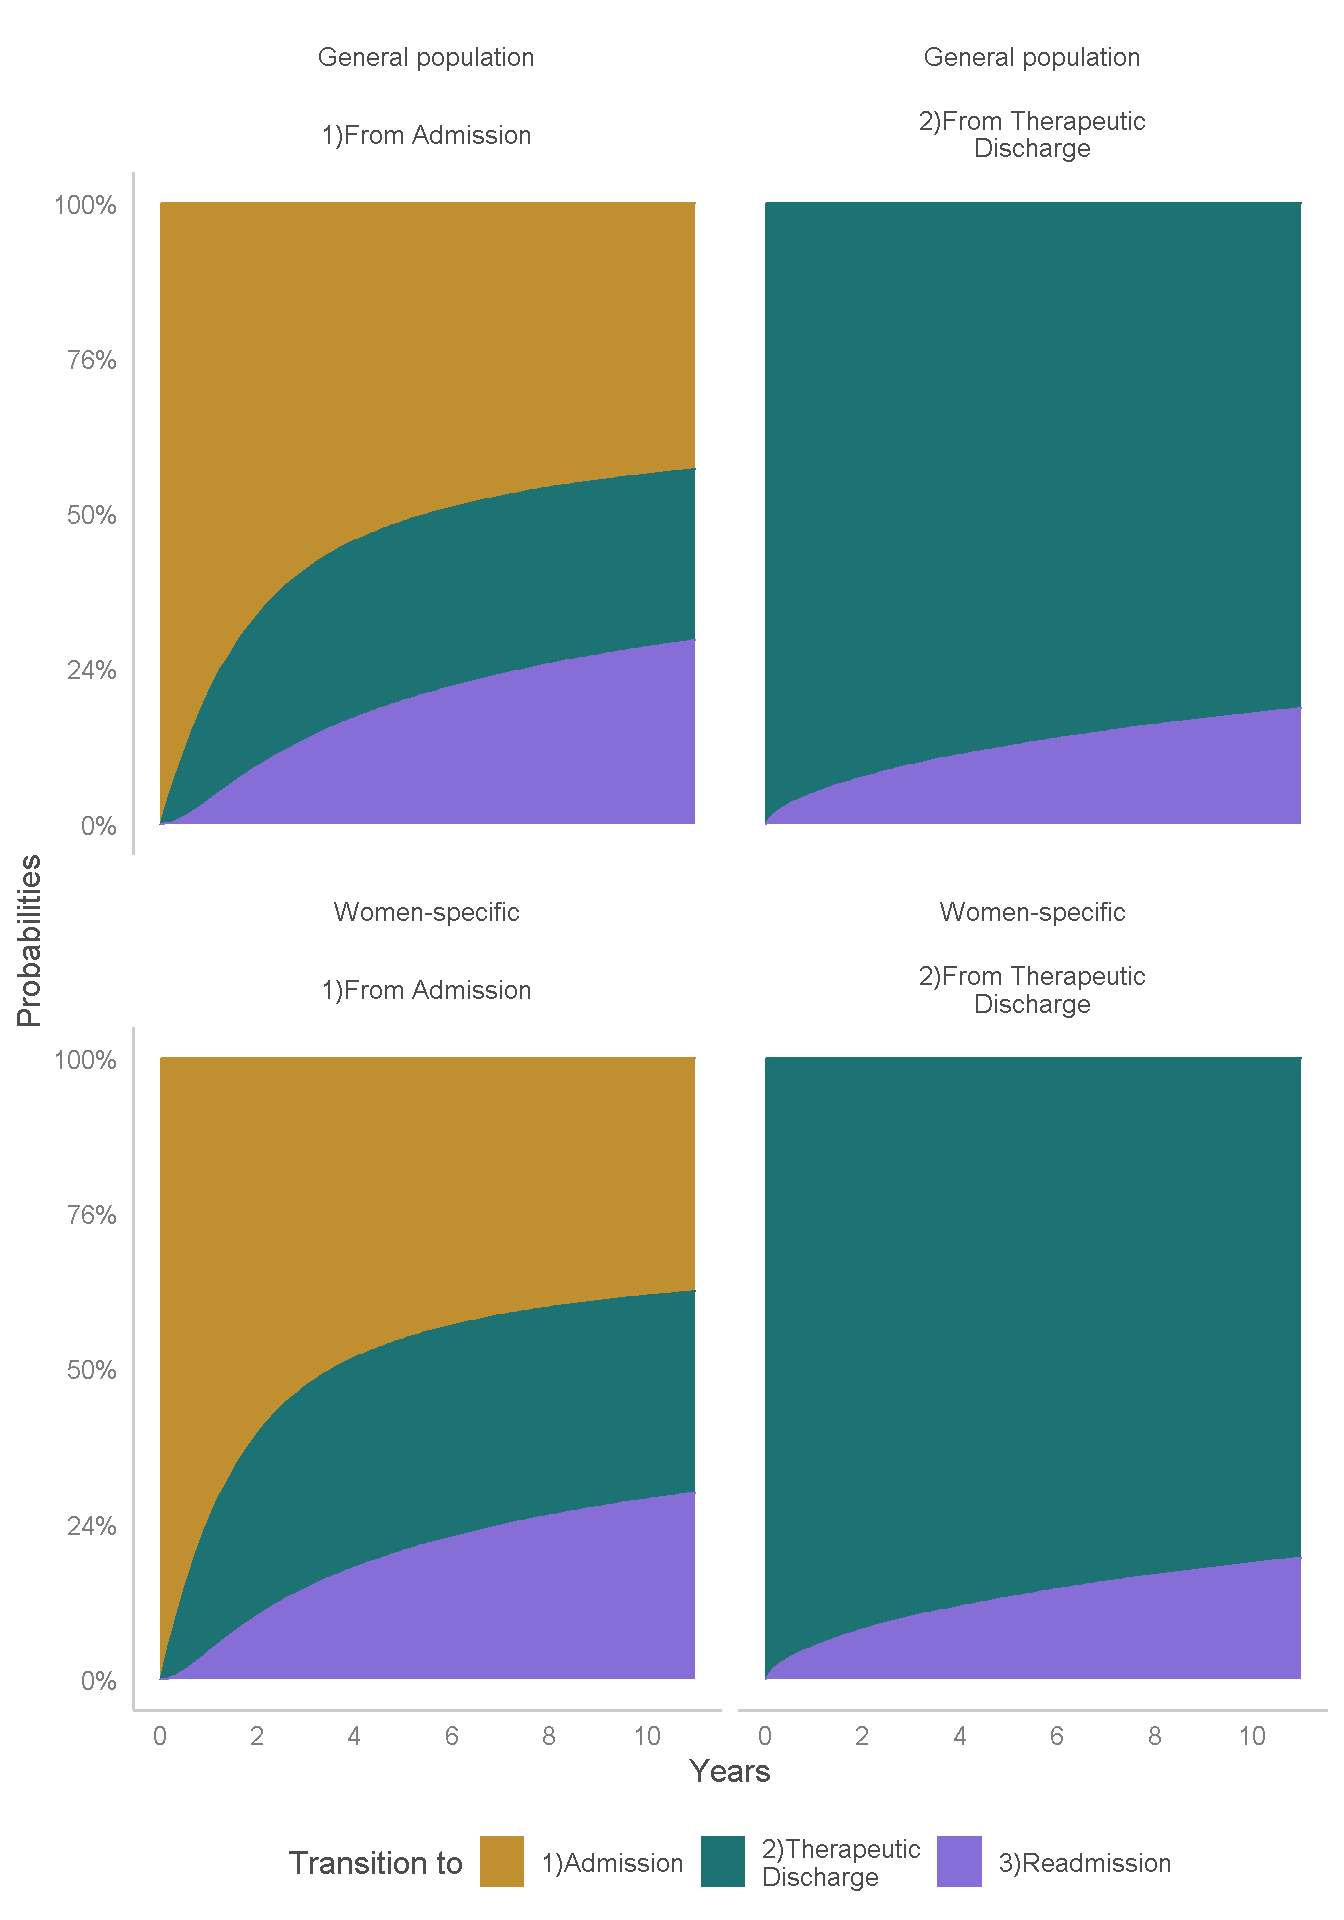 General population
General population
1)From Admission
2)From Therapeutic
Discharge
100%
76%
50%
24%
0%
Probabilities
Women-specific
Women-specific
1)From Admission
2)From Therapeutic
Discharge
100%
76%
50%
24%
0%
0 2 4 6 8 10
0 2 4 6 8 10
Years
Transition to
1)Admission
2)Therapeutic
Discharge
3)Readmission